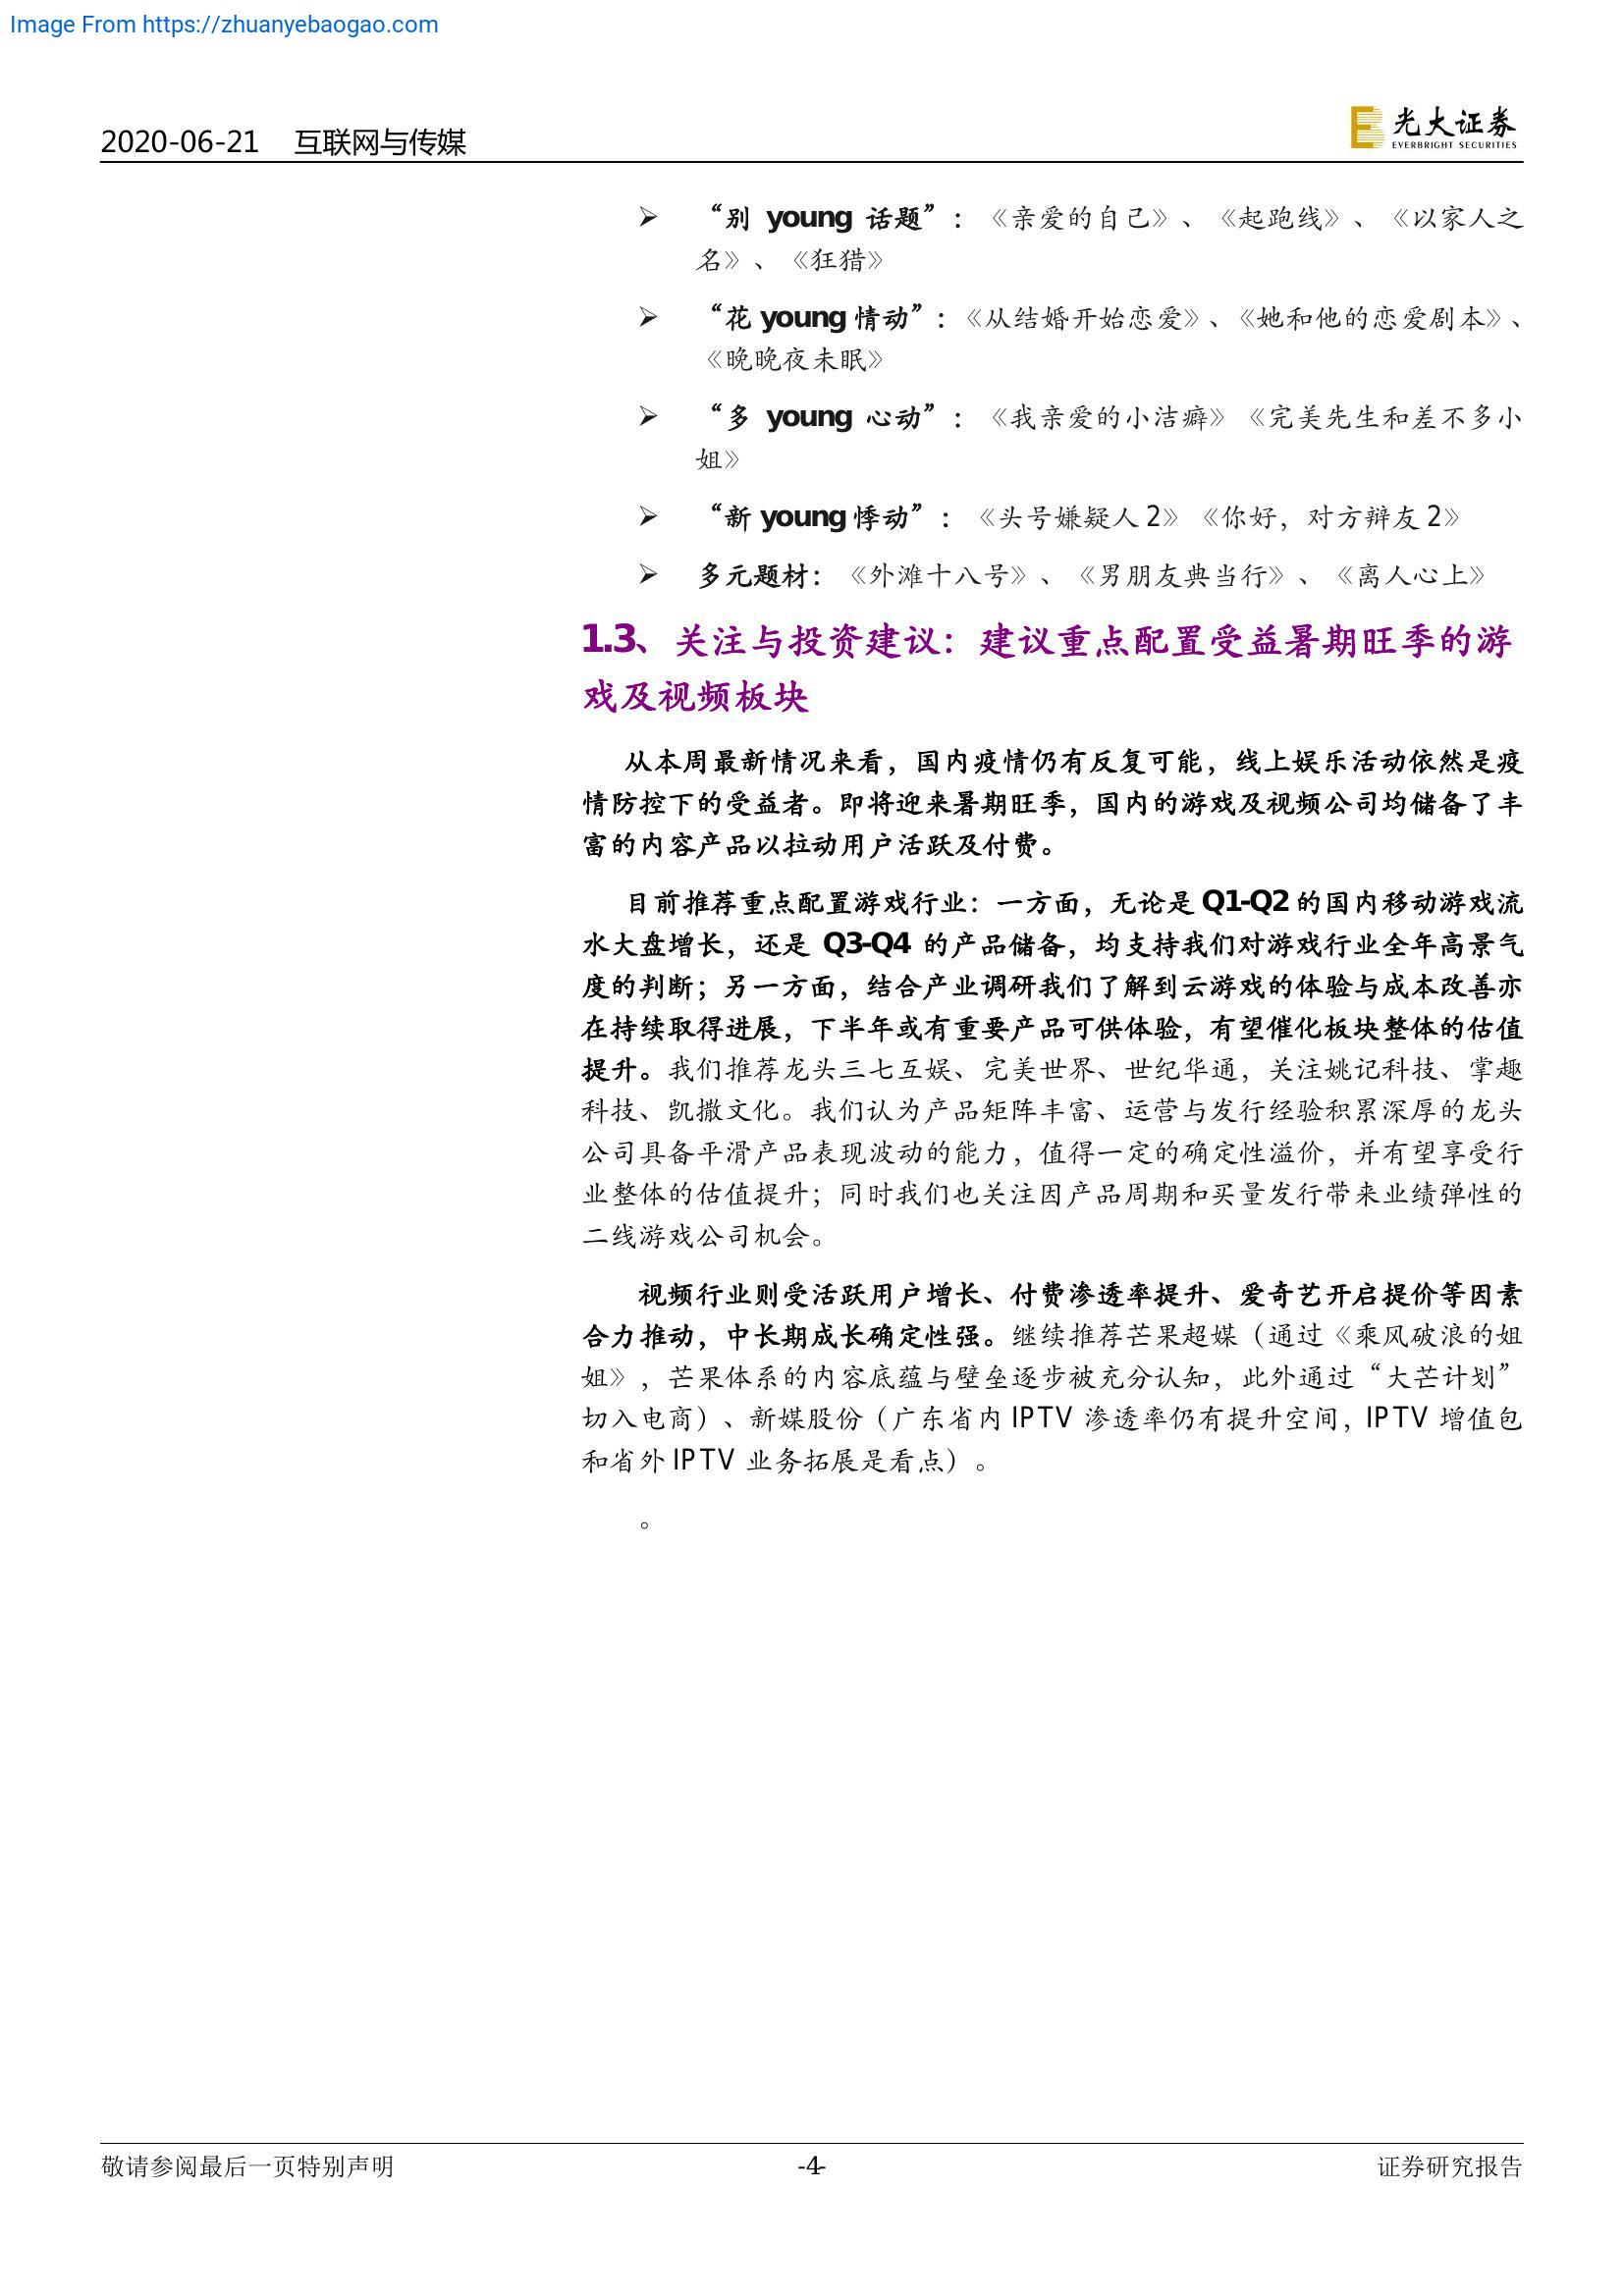 Image From https://zhuanyebaogao.com
2020-06-21 互联网与传媒
光大证券
EVERBRIGHT SECURITIES
➢ “别 young 话题”：《亲爱的自己》、《起跑线》、《以家人之
名》、《狂猎》
➢ “花 young 情动”：《从结婚开始恋爱》、《她和他的恋爱剧本》、
《晚晚夜未眠》
➢ “多 young 心动”：《我亲爱的小洁癖》《完美先生和差不多小
姐》
➢ “新 young 悸动”：《头号嫌疑人 2》《你好，对方辩友 2》
➢ 多元题材：《外滩十八号》、《男朋友典当行》、《离人心上》
1.3、关注与投资建议：建议重点配置受益暑期旺季的游
戏及视频板块
从本周最新情况来看，国内疫情仍有反复可能，线上娱乐活动依然是疫
情防控下的受益者。即将迎来暑期旺季，国内的游戏及视频公司均储备了丰
富的内容产品以拉动用户活跃及付费。
目前推荐重点配置游戏行业：一方面，无论是 Q1-Q2 的国内移动游戏流
水大盘增长，还是 Q3-Q4 的产品储备，均支持我们对游戏行业全年高景气
度的判断；另一方面，结合产业调研我们了解到云游戏的体验与成本改善亦
在持续取得进展，下半年或有重要产品可供体验，有望催化板块整体的估值
提升。我们推荐龙头三七互娱、完美世界、世纪华通，关注姚记科技、掌趣
科技、凯撒文化。我们认为产品矩阵丰富、运营与发行经验积累深厚的龙头
公司具备平滑产品表现波动的能力，值得一定的确定性溢价，并有望享受行
业整体的估值提升；同时我们也关注因产品周期和买量发行带来业绩弹性的
二线游戏公司机会。
视频行业则受活跃用户增长、付费渗透率提升、爱奇艺开启提价等因素
合力推动，中长期成长确定性强。继续推荐芒果超媒（通过《乘风破浪的姐
姐》，芒果体系的内容底蕴与壁垒逐步被充分认知，此外通过“大芒计划”
切入电商）、新媒股份（广东省内 IPTV 渗透率仍有提升空间，IPTV 增值包
和省外 IPTV 业务拓展是看点）。
。
敬请参阅最后一页特别声明 -4- 证券研究报告